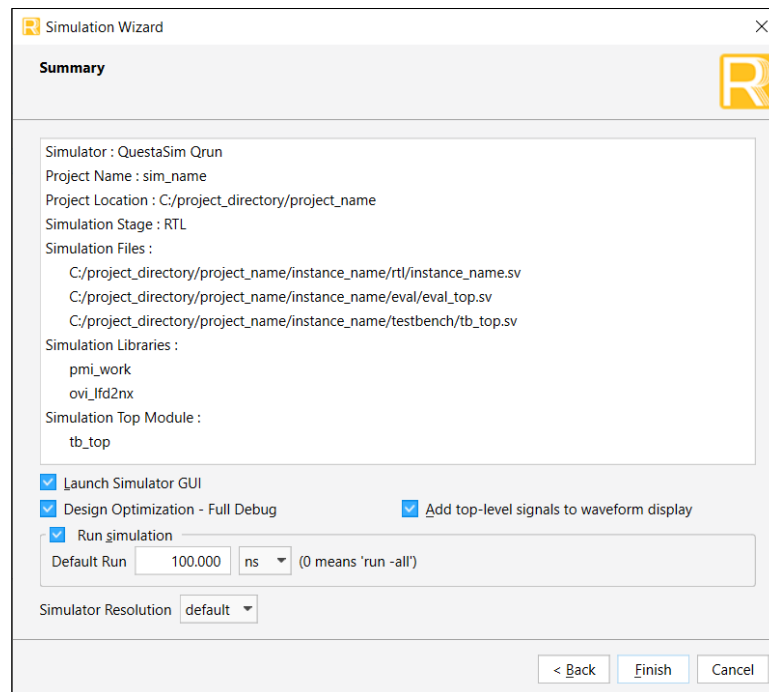 Simulation Wizard
Summary
Simulator : QuestaSim Qrun
Project Name : sim_name
Project Location : C:/project_directory/project_name
Simulation Stage : RTL
Simulation Files :
C:/project_directory/project_name/instance_name/rtl/instance_name.sv
C:/project_directory/project_name/instance_name/eval/eval_top.sv
C:/project_directory/project_name/instance_name/testbench/tb_top.sv
Simulation Libraries :
pmi_work
ovi_lfd2nx
Simulation Top Module :
tb_top
Launch Simulator GUI
Design Optimization - Full Debug Add top-level signals to waveform display
Run simulation
Default Run 100.000 ns (0 means 'run -all')
Simulator Resolution default
< Back Finish Cancel